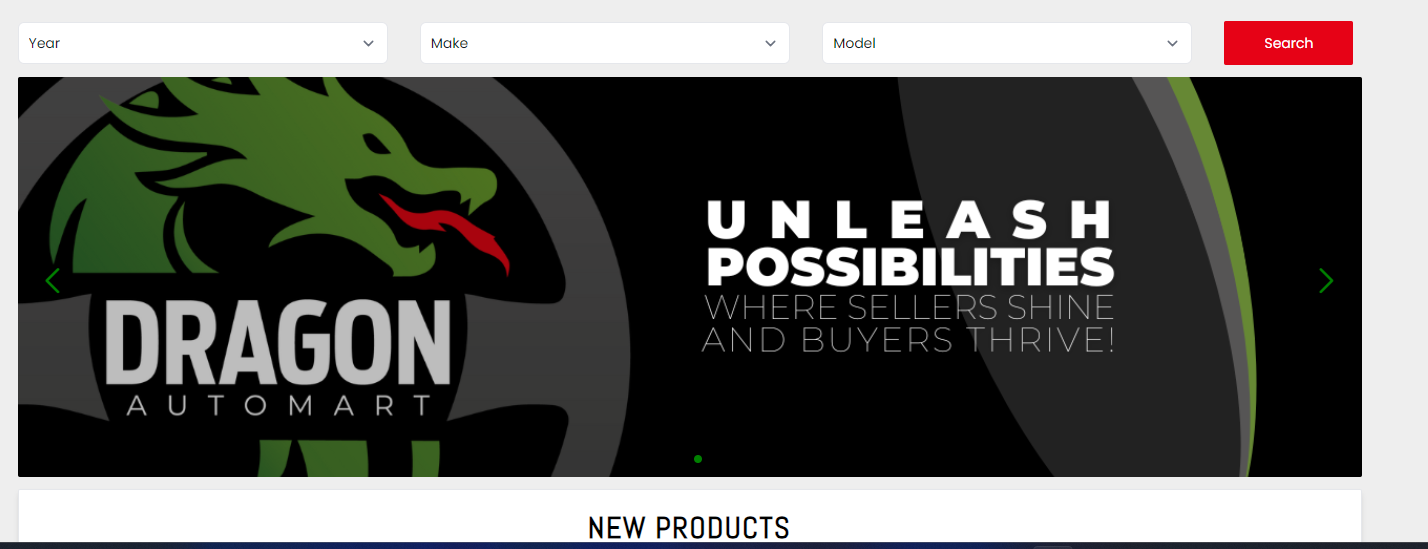 Year
Make
Model
Search
UNLEASH
POSSIBILITIES
WHERE SELLERS SHINE
AND BUYERS THRIVE!
DRAGON
AUTOMART
NEW PRODUCTS